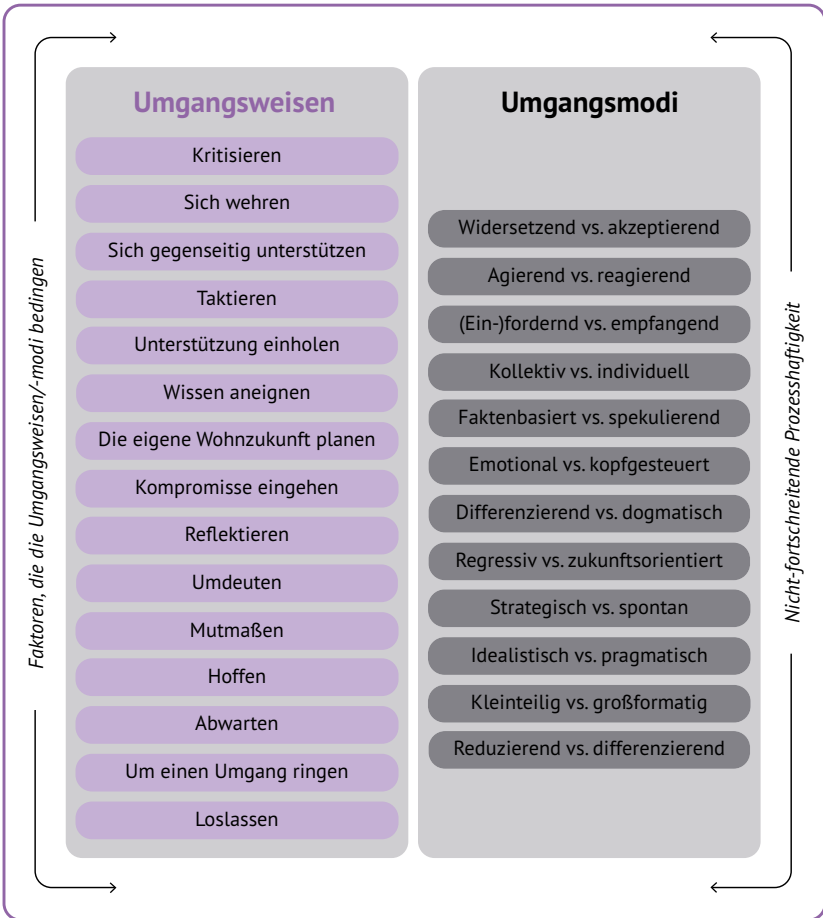 Faktoren, die die Umgangsweisen/-modi bedingen
Umgangsweisen
Kritisieren
Sich wehren
Sich gegenseitig unterstützen
Taktieren
Unterstützung einholen
Wissen aneignen
Die eigene Wohnzukunft planen
Kompromisse eingehen
Reflektieren
Umdeuten
Mutmaßen
Hoffen
Abwarten
Um einen Umgang ringen
Loslassen
Umgangsmodi
Widersetzend vs. akzeptierend
Agierend vs. reagierend
(Ein-)fordernd vs. empfangend
Kollektiv vs. individuell
Faktenbasiert vs. spekulierend
Emotional vs. kopfgesteuert
Differenzierend vs. dogmatisch
Regressiv vs. zukunftsorientiert
Strategisch vs. spontan
Idealistisch vs. pragmatisch
Kleinteilig vs. großformatig
Reduzierend vs. differenzierend
Nicht-fortschreitende Prozesshaftigkeit